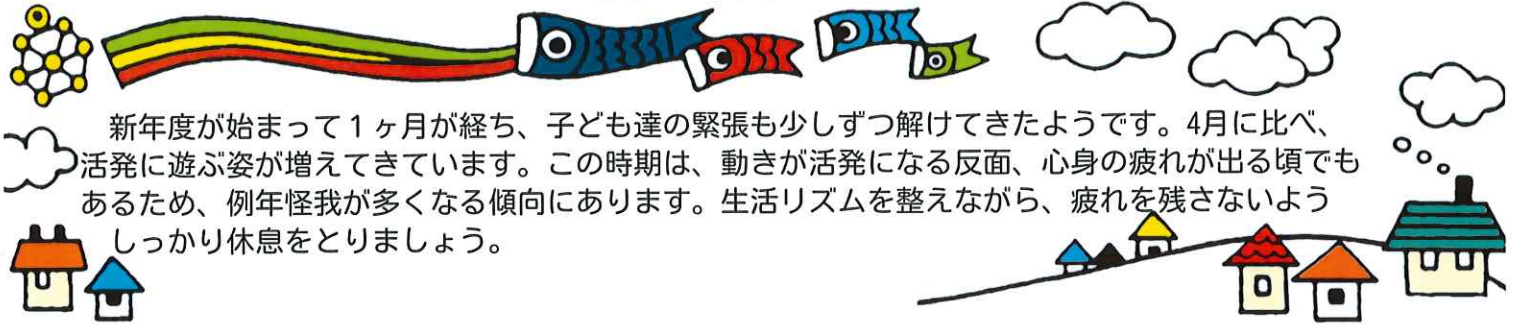 新年度が始まって1ヶ月が経ち、子ども達の緊張も少しずつ解けてきたようです。4月に比べ、
活発に遊ぶ姿が増えてきています。この時期は、動きが活発になる反面、心身の疲れが出る頃でも
あるため、例年怪我が多くなる傾向にあります。生活リズムを整えながら、疲れを残さないよう
しっかり休息をとりましょう。